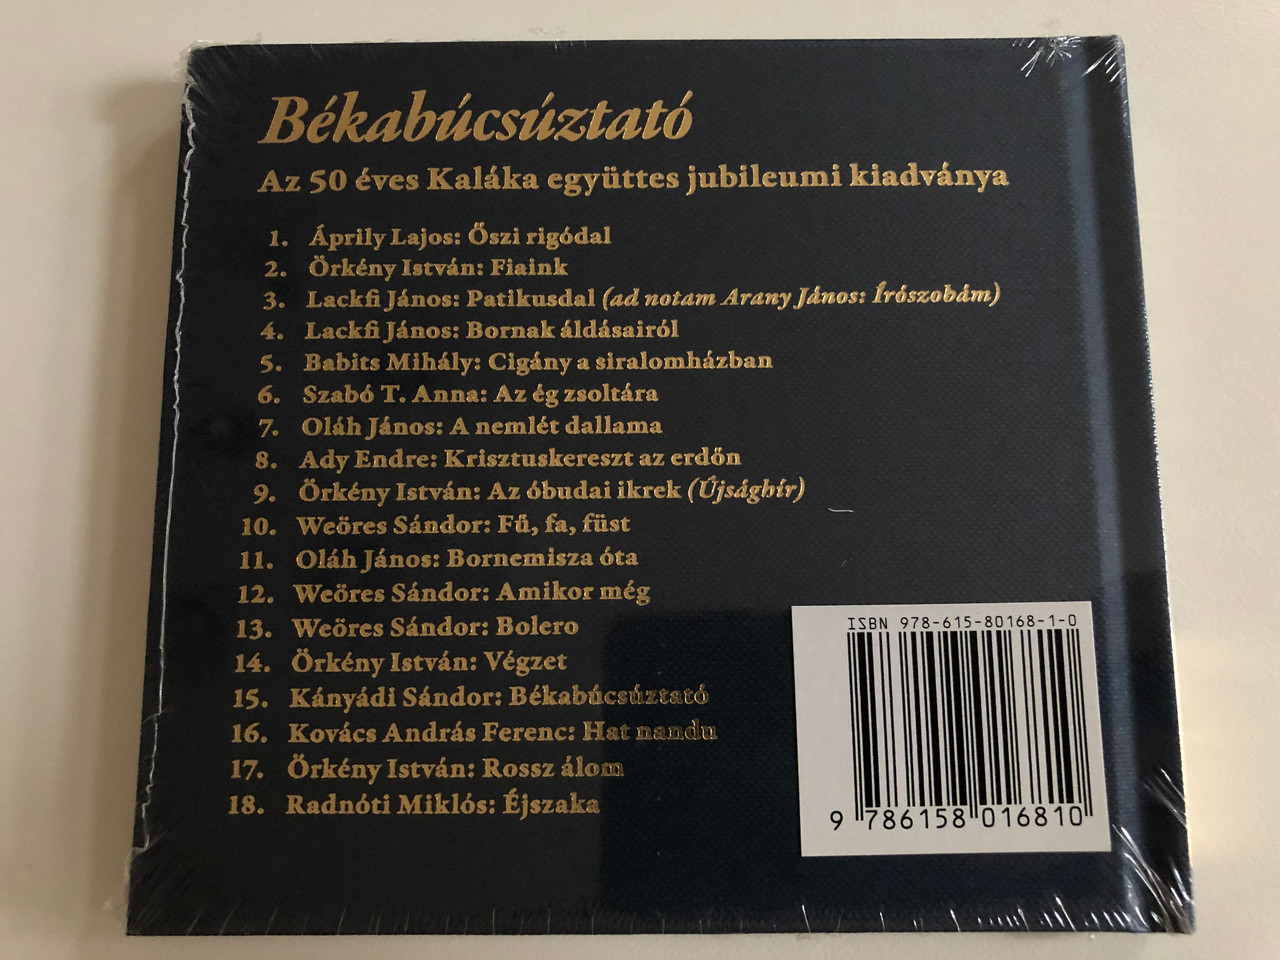 Békabúcsúztató
Az 50 éves Kaláka együttes jubileumi kiadványa
1. Áprily Lajos: Őszi rigódal
2. Örkény István: Fiaink
3. Lackfi János: Patikusdal (ad notam Arany János: Írószobám)
4. Lackfi János: Bornak áldásairól
5. Babits Mihály: Cigány a siralomházban
6. Szabó T. Anna: Az ég zsoltára
7. Oláh János: A nemlét dallama
8. Ady Endre: Krisztuskereszt az erdőn
9. Örkény István: Az óbudai ikrek (Újsághír)
10. Weöres Sándor: Fű, fa, füst
11. Oláh János: Bornemisza óta
12. Weöres Sándor: Amikor még
13. Weöres Sándor: Bolero
14. Örkény István: Végzet
15. Kányádi Sándor: Békabúcsúztató
16. Kovács András Ferenc: Hat nandu
17. Örkény István: Rossz álom
18. Radnóti Miklós: Éjszaka
ISBN 978-615-80168-1-0
9 786158 016810